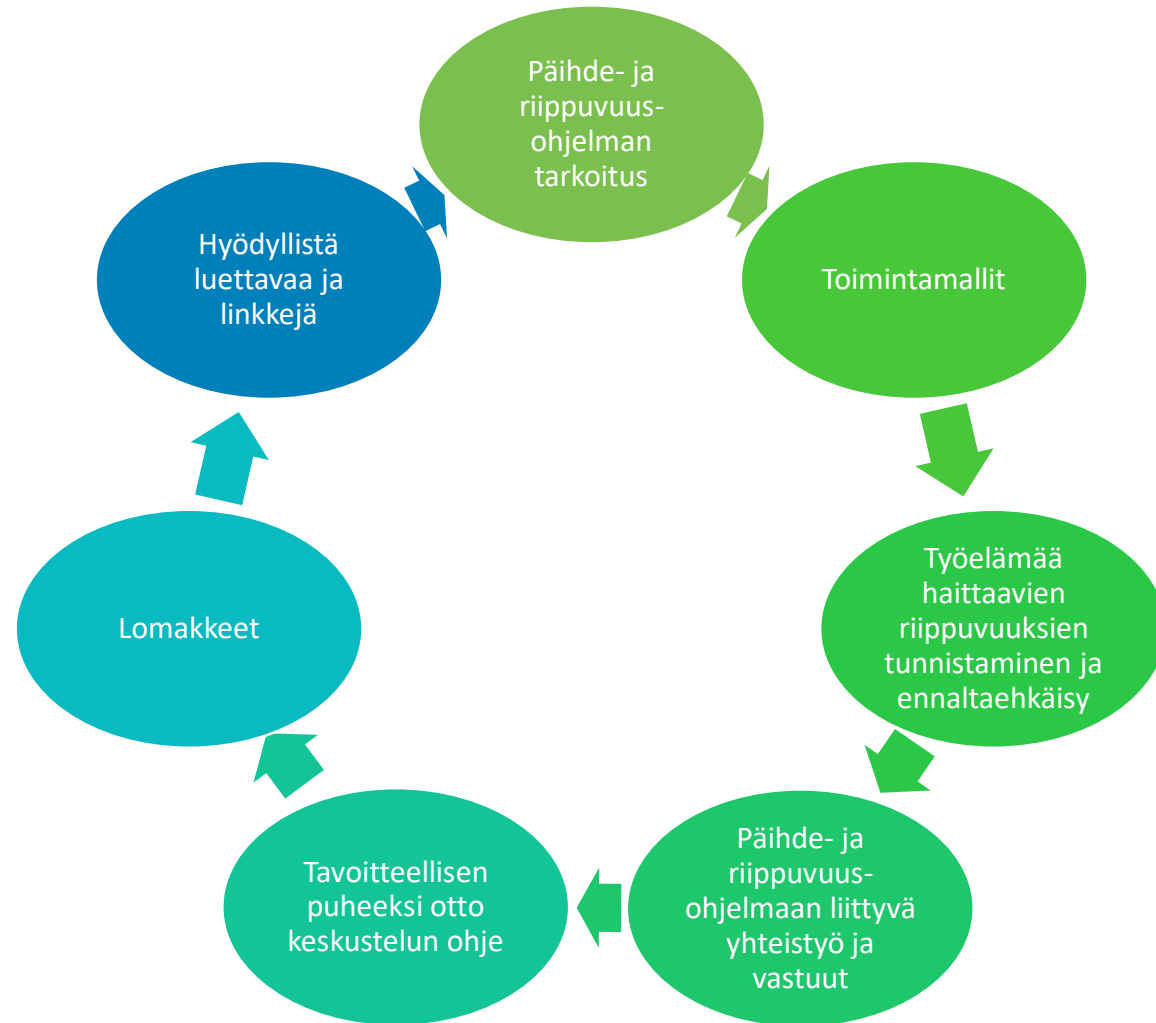 Päihde- ja
riippuvuus-
ohjelman
tarkoitus
Toimintamallit
Työelämää
haittaavien
riippuvuuksien
tunnistaminen ja
ennaltaehkäisy
Päihde- ja
riippuvuus-
ohjelmaan liittyvä
yhteistyö ja
vastuut
Tavoitteellisen
puheeksi otto
keskustelun ohje
Lomakkeet
Hyödyllistä
luettavaa ja
linkkejä